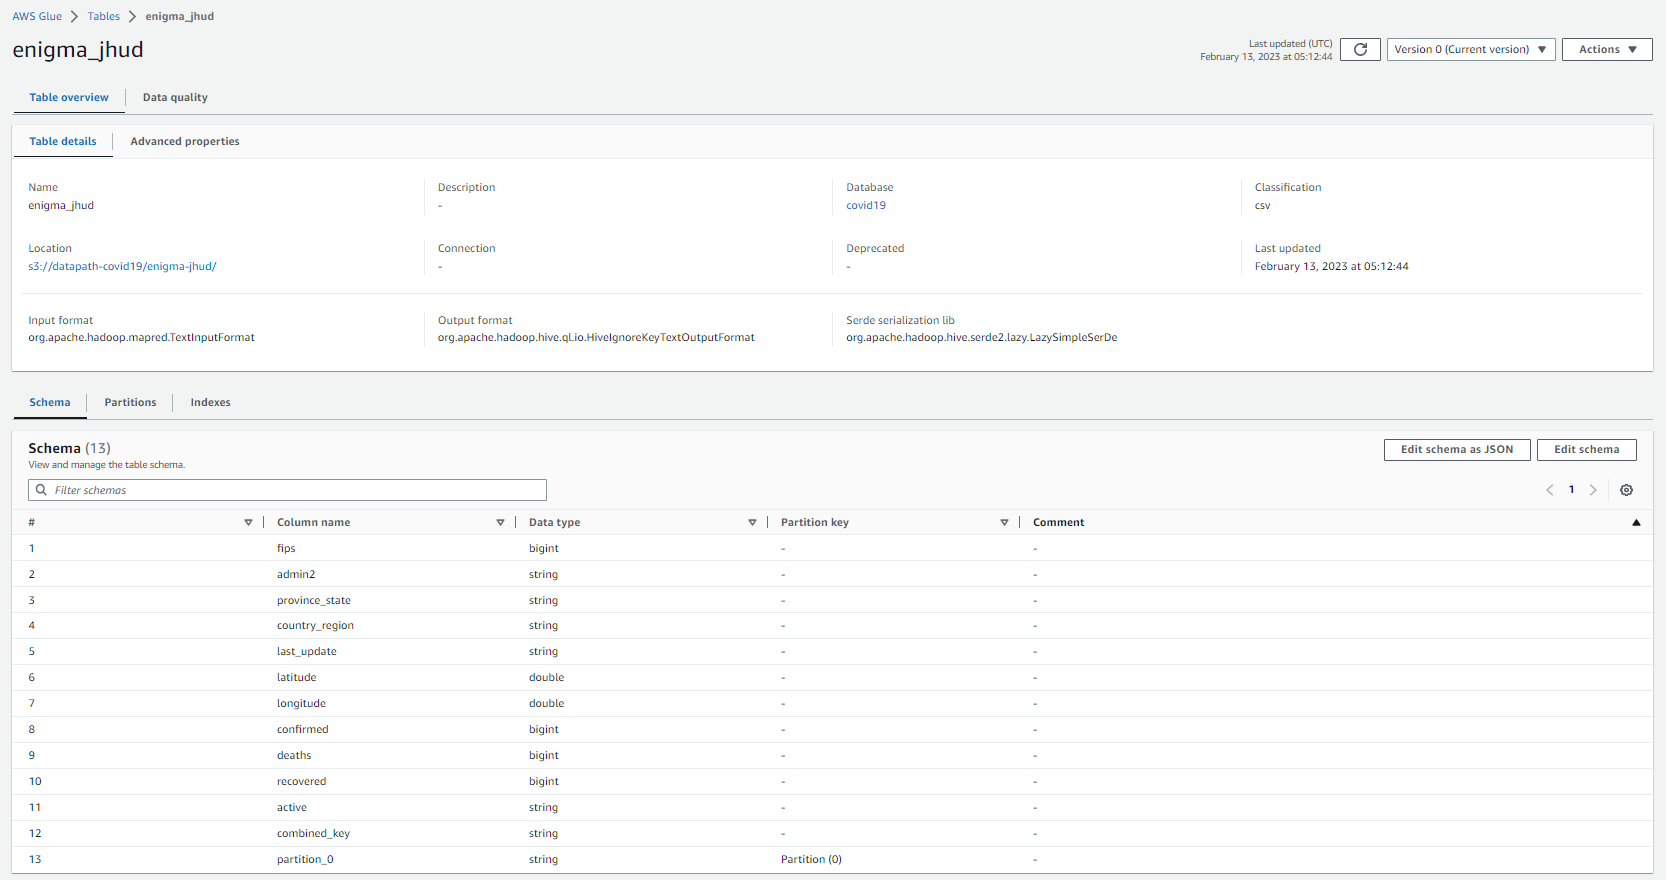 AWS Glue > Tables > enigma_jhud
enigma_jhud
Last updated (UTC)
February 13, 2023 at 05:12:44
Version 0 (Current version)
Actions
Table overview
Data quality
Table details
Advanced properties
Name
enigma_jhud
Description
-
Database
covid19
Classification
csv
Location
s3://datapath-covid19/enigma-jhud/
Connection
-
Deprecated
-
Last updated
February 13, 2023 at 05:12:44
Input format
org.apache.hadoop.mapred.TextInputFormat
Output format
org.apache.hadoop.hive.ql.io.HiveIgnoreKeyTextOutputFormat
Serde serialization lib
org.apache.hadoop.hive.serde2.lazy.LazySimpleSerDe
Schema
Partitions
Indexes
Schema (13)
View and manage the table schema.
Edit schema as JSON
Edit schema
Filter schemas
< 1 >
# Column name Data type Partition key Comment
1 fips bigint - -
2 admin2 string - -
3 province_state string - -
4 country_region string - -
5 last_update string - -
6 latitude double - -
7 longitude double - -
8 confirmed bigint - -
9 deaths bigint - -
10 recovered bigint - -
11 active string - -
12 combined_key string - -
13 partition_0 string Partition (0) -